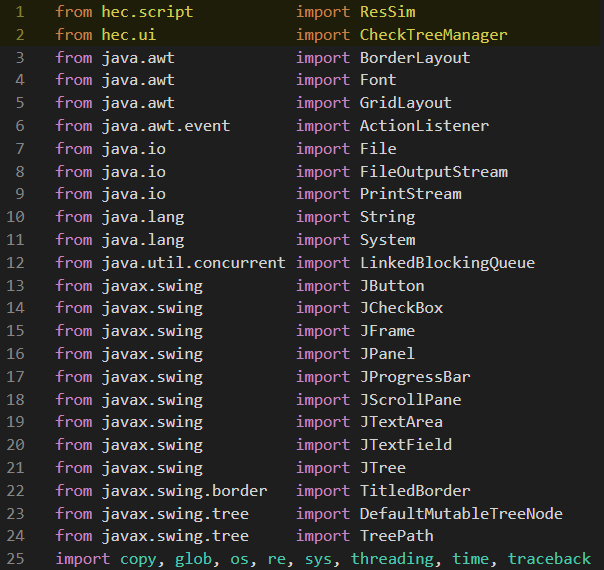 1 from hec.script import ResSim
2 from hec.ui import CheckTreeManager
3 from java.awt import BorderLayout
4 from java.awt import Font
5 from java.awt import GridLayout
6 from java.awt.event import ActionListener
7 from java.io import File
8 from java.io import FileOutputStream
9 from java.io import PrintStream
10 from java.lang import String
11 from java.lang import System
12 from java.util.concurrent import LinkedBlockingQueue
13 from javax.swing import JButton
14 from javax.swing import JCheckBox
15 from javax.swing import JFrame
16 from javax.swing import JPanel
17 from javax.swing import JProgressBar
18 from javax.swing import JScrollPane
19 from javax.swing import JTextArea
20 from javax.swing import JTextField
21 from javax.swing import JTree
22 from javax.swing.border import TitledBorder
23 from javax.swing.tree import DefaultMutableTreeNode
24 from javax.swing.tree import TreePath
25 import copy, glob, os, re, sys, threading, time, traceback